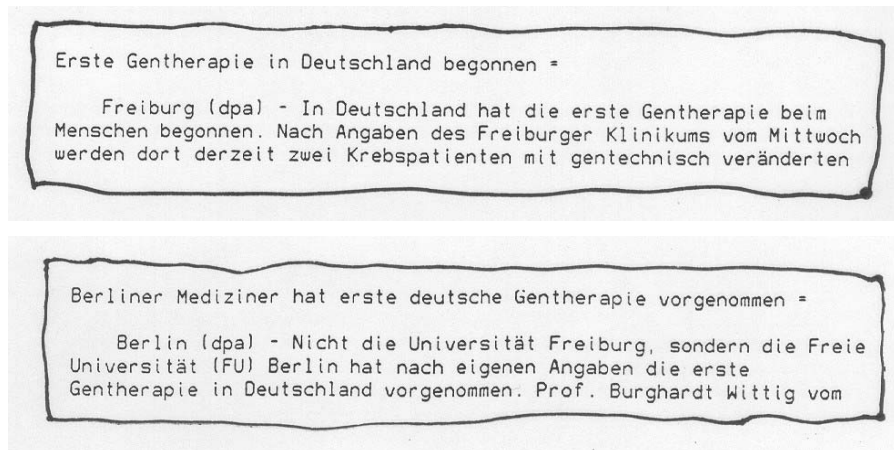 Erste Gentherapie in Deutschland begonnen =
Freiburg (dpa) - In Deutschland hat die erste Gentherapie beim
Menschen begonnen. Nach Angaben des Freiburger Klinikums vom Mittwoch
werden dort derzeit zwei Krebspatienten mit gentechnisch veränderten
Berliner Mediziner hat erste deutsche Gentherapie vorgenommen =
Berlin (dpa) - Nicht die Universität Freiburg, sondern die Freie
Universität (FU) Berlin hat nach eigenen Angaben die erste
Gentherapie in Deutschland vorgenommen. Prof. Burghardt Wittig vom